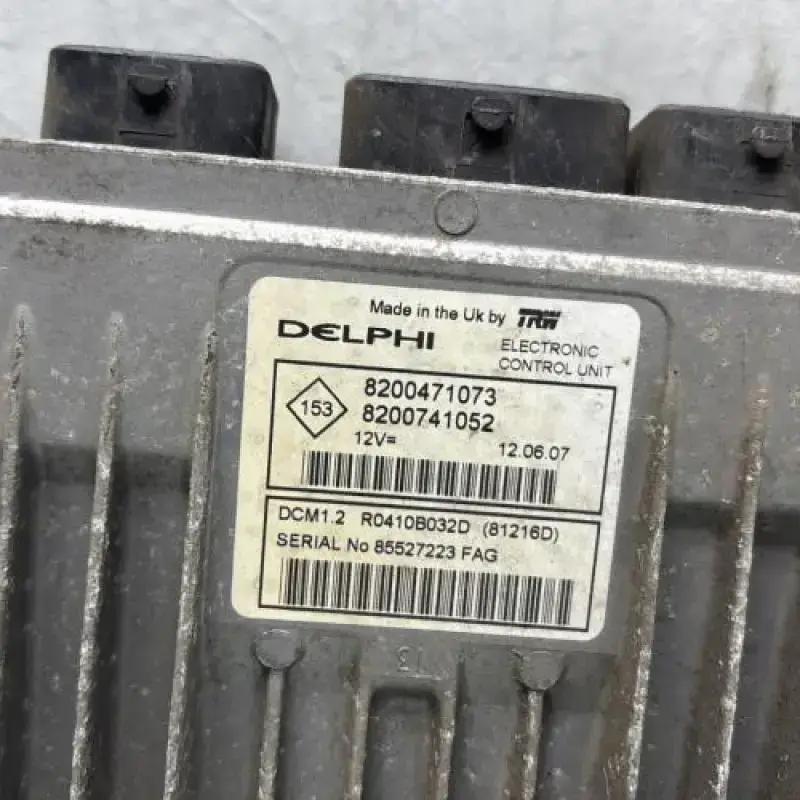 Made in the Uk by TRW
DELPHI
ELECTRONIC
CONTROL UNIT
153
8200471073
8200741052
12V=
12.06.07
DCM1.2 R0410B032D (81216D)
SERIAL No 85527223 FAG